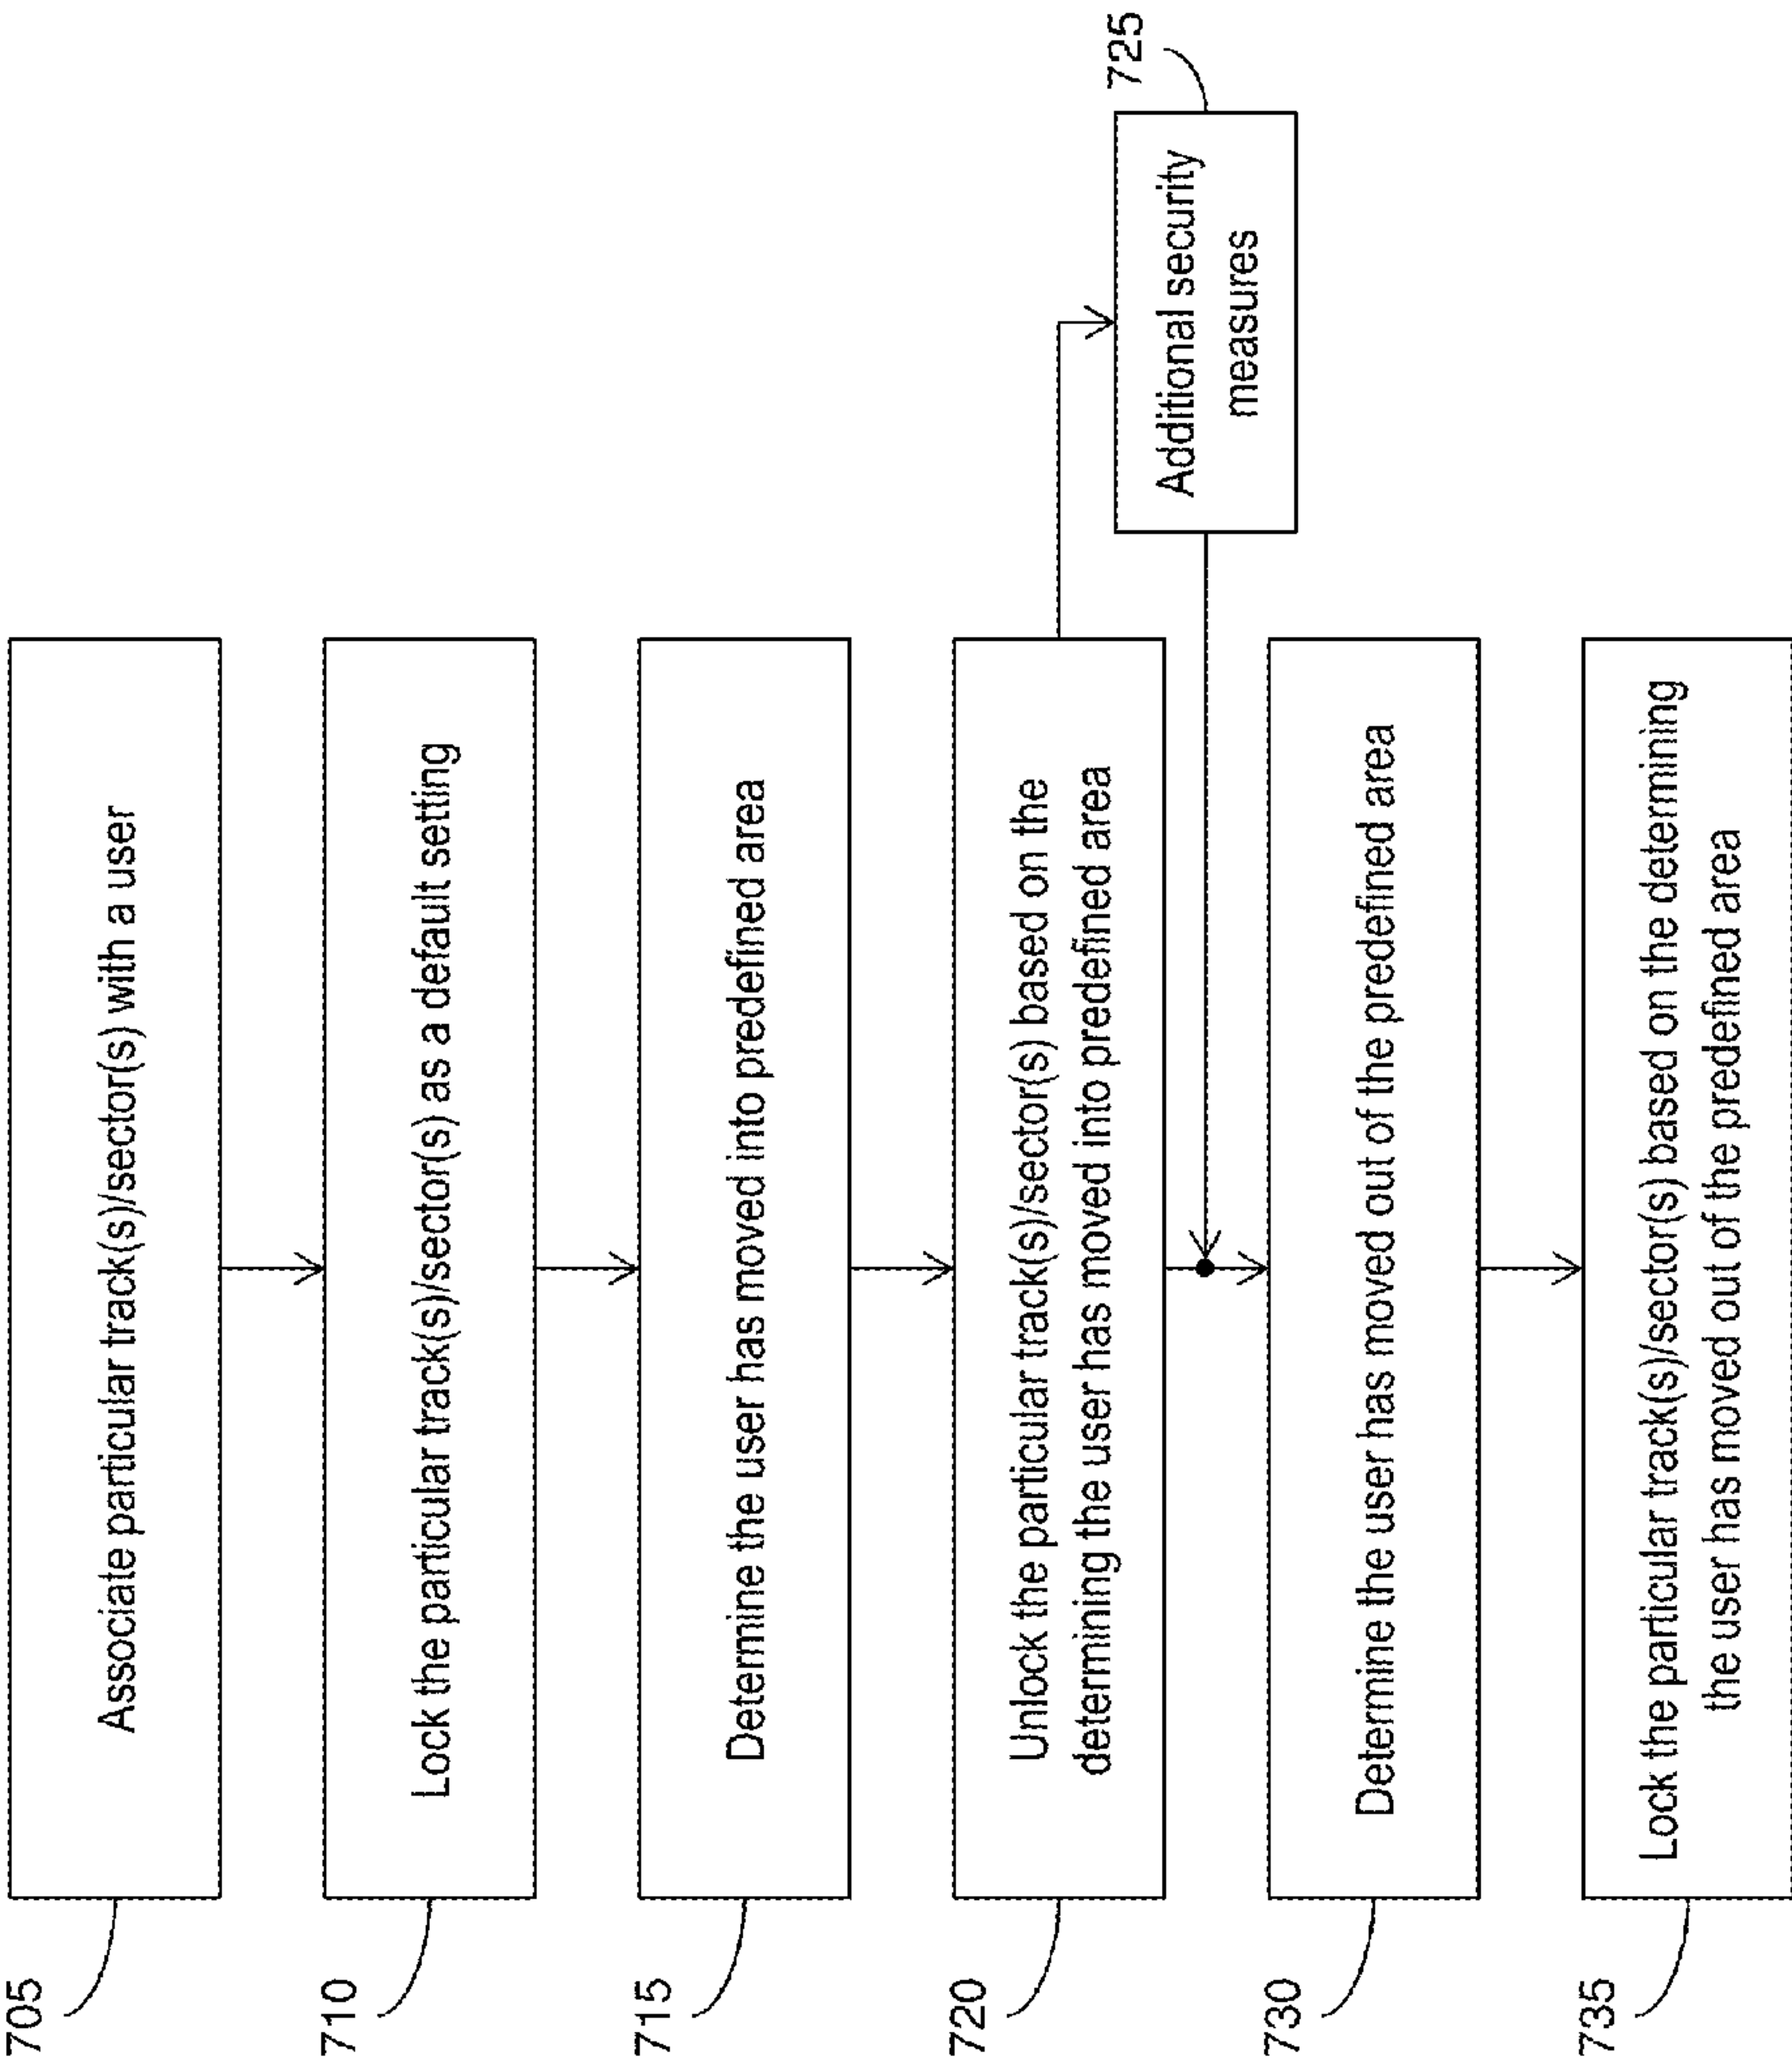 705
Associate particular track(s)/sector(s) with a user
710
Lock the particular track(s)/sector(s) as a default setting
715
Determine the user has moved into predefined area
720
Unlock the particular track(s)/sector(s) based on the
determining the user has moved into predefined area
725
Additional security
measures
730
Determine the user has moved out of the predefined area
735
Lock the particular track(s)/sector(s) based on the determining
the user has moved out of the predefined area